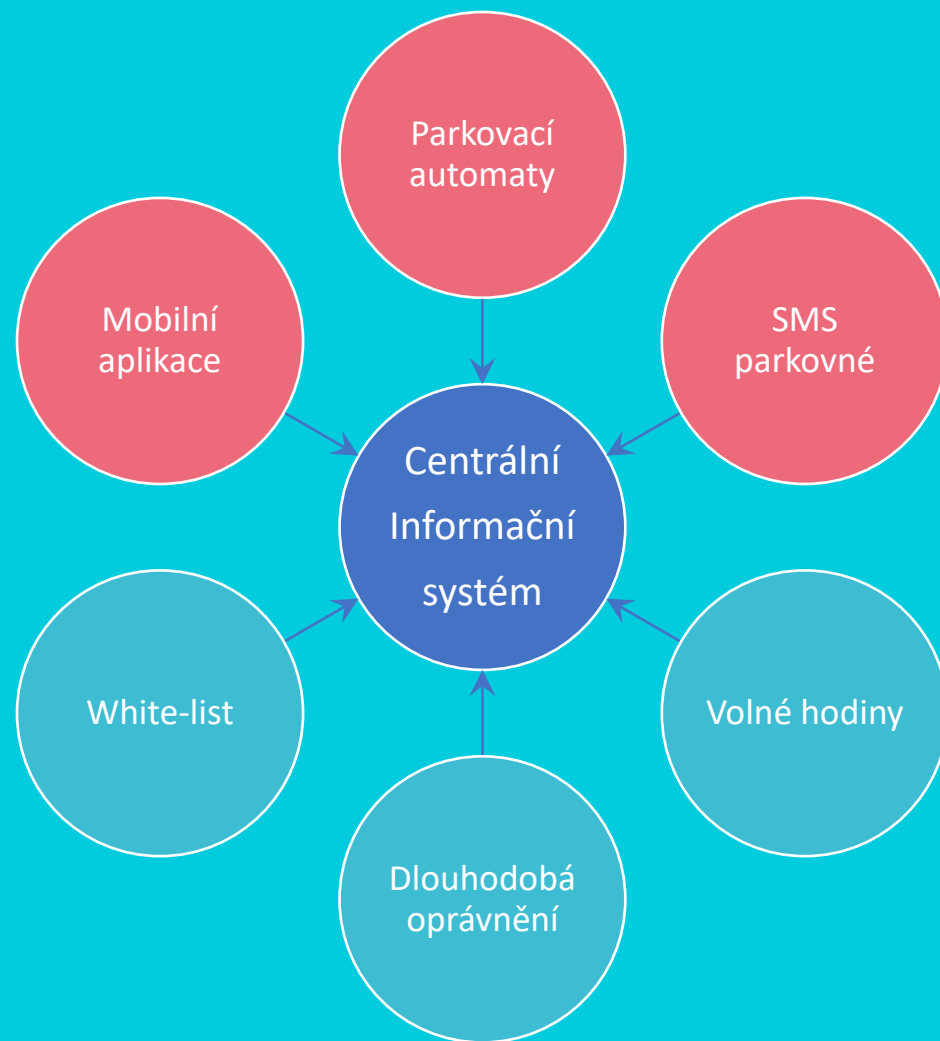 Parkovací
automaty
Mobilní
aplikace
SMS
parkovné
Centrální
Informační
systém
White-list
Volné hodiny
Dlouhodobá
oprávnění